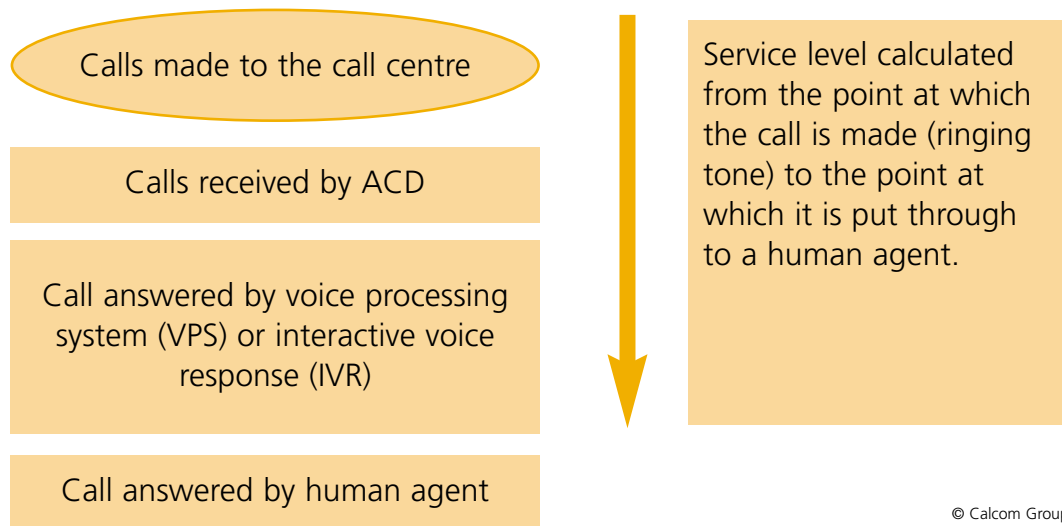 Calls made to the call centre
Calls received by ACD
Call answered by voice processing
system (VPS) or interactive voice
response (IVR)
Call answered by human agent
Service level calculated
from the point at which
the call is made (ringing
tone) to the point at
which it is put through
to a human agent.
© Calcom Group